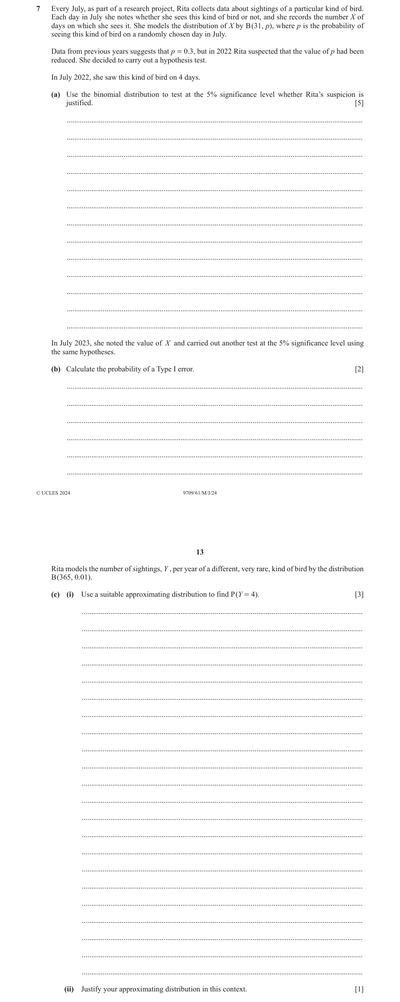 7 Every July, as part of a research project, Rita collects data about sightings of a particular kind of bird.
Each day in July she notes whether she sees this kind of bird or not, and she records the number X of
days on which she sees it. She models the distribution of X by B(31, p), where p is the probability of
seeing this kind of bird on a randomly chosen day in July.
Data from previous years suggests that p = 0.3, but in 2022 Rita suspected that the value of p had been
reduced. She decided to carry out a hypothesis test.
In July 2022, she saw this kind of bird on 4 days.
(a) Use the binomial distribution to test at the 5% significance level whether Rita's suspicion is
justified. [5]
In July 2023, she noted the value of X and carried out another test at the 5% significance level using
the same hypotheses.
(b) Calculate the probability of a Type I error. [2]
© UCLES 2024 9709/61/M/J/24
13
Rita models the number of sightings, Y, per year of a different, very rare, kind of bird by the distribution
B(365, 0.01).
(c) (i) Use a suitable approximating distribution to find P(Y = 4). [3]
(ii) Justify your approximating distribution in this context. [1]